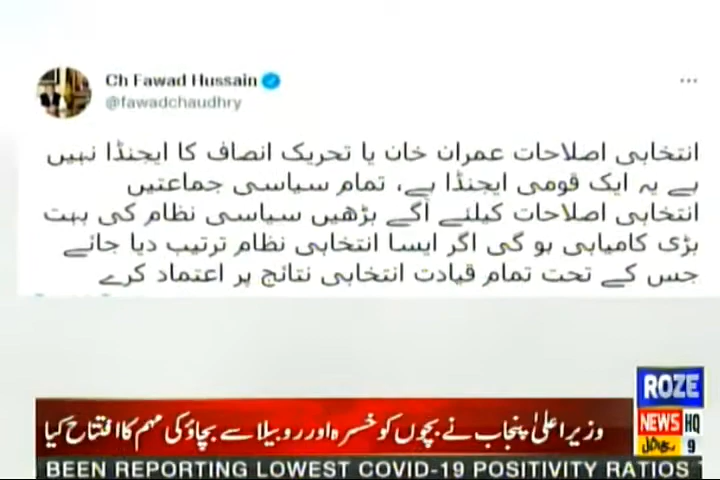 Ch Fawad Hussain
@fawadchaudhry
انتخابی اصلاحات عمران خان یا تحریک انصاف کا ایجنڈا نہیں
ہے یہ ایک قومی ایجنڈا ہے، تمام سیاسی جماعتیں
انتخابی اصلاحات کیلئے آگے بڑھیں سیاسی نظام کی بہت
بڑی کامیابی ہو گی اگر ایسا انتخابی نظام ترتیب دیا جائے
جس کے تحت تمام قیادت انتخابی نتائج پر اعتماد کرے
ROZE
NEWS HQ
9
وزیراعلیٰ پنجاب نے بچوں کو خسرہ اور روبیلا سے بچاؤ کی مہم کا افتتاح کیا
BEEN REPORTING LOWEST COVID-19 POSITIVITY RATIOS